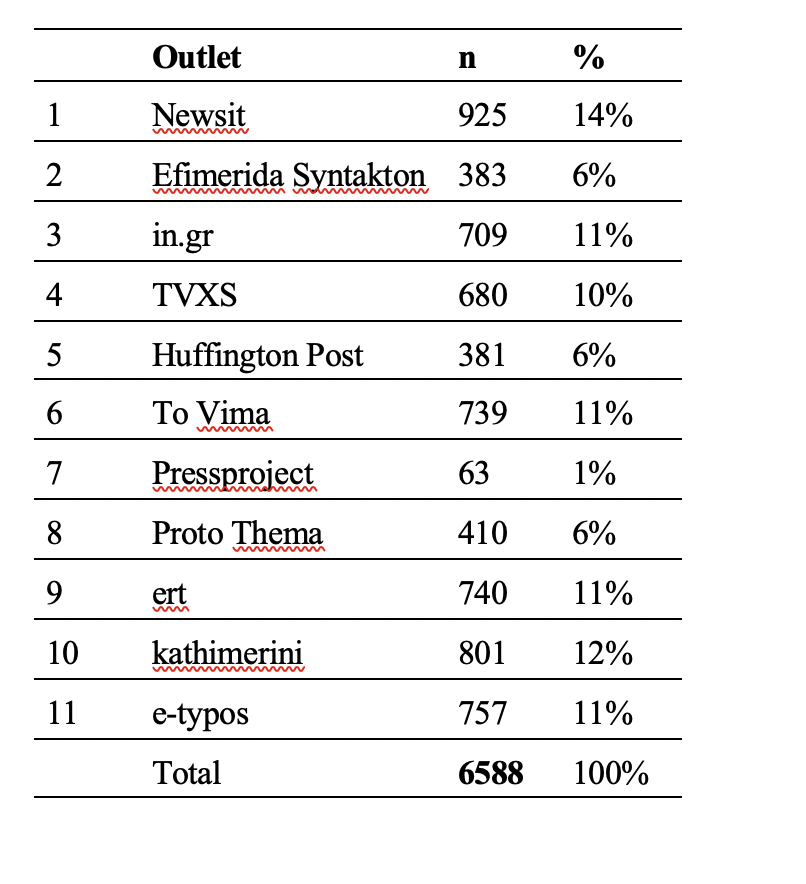 Outlet n %
1 Newsit 925 14%
2 Efimerida Syntakton 383 6%
3 in.gr 709 11%
4 TVXS 680 10%
5 Huffington Post 381 6%
6 To Vima 739 11%
7 Pressproject 63 1%
8 Proto Thema 410 6%
9 ert 740 11%
10 kathimerini 801 12%
11 e-typos 757 11%
Total 6588 100%